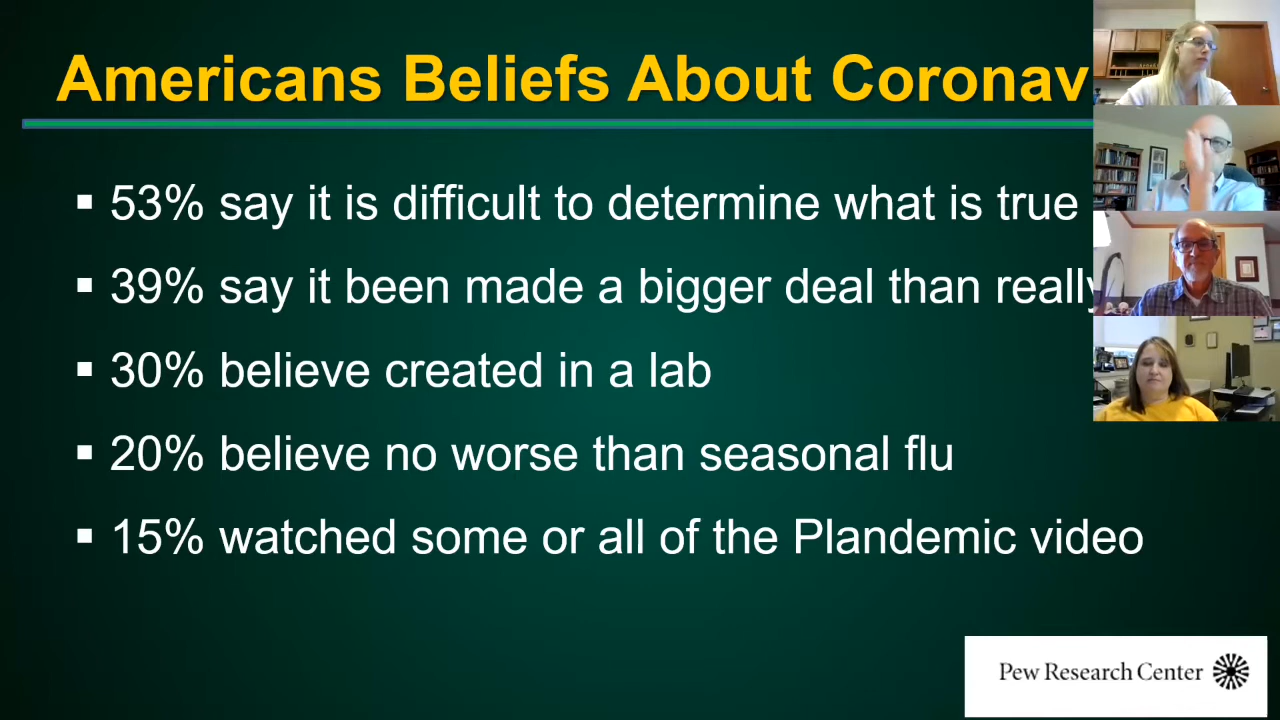 Americans Beliefs About Coronav
▪ 53% say it is difficult to determine what is true
▪ 39% say it been made a bigger deal than really
▪ 30% believe created in a lab
▪ 20% believe no worse than seasonal flu
▪ 15% watched some or all of the Plandemic video
Pew Research Center